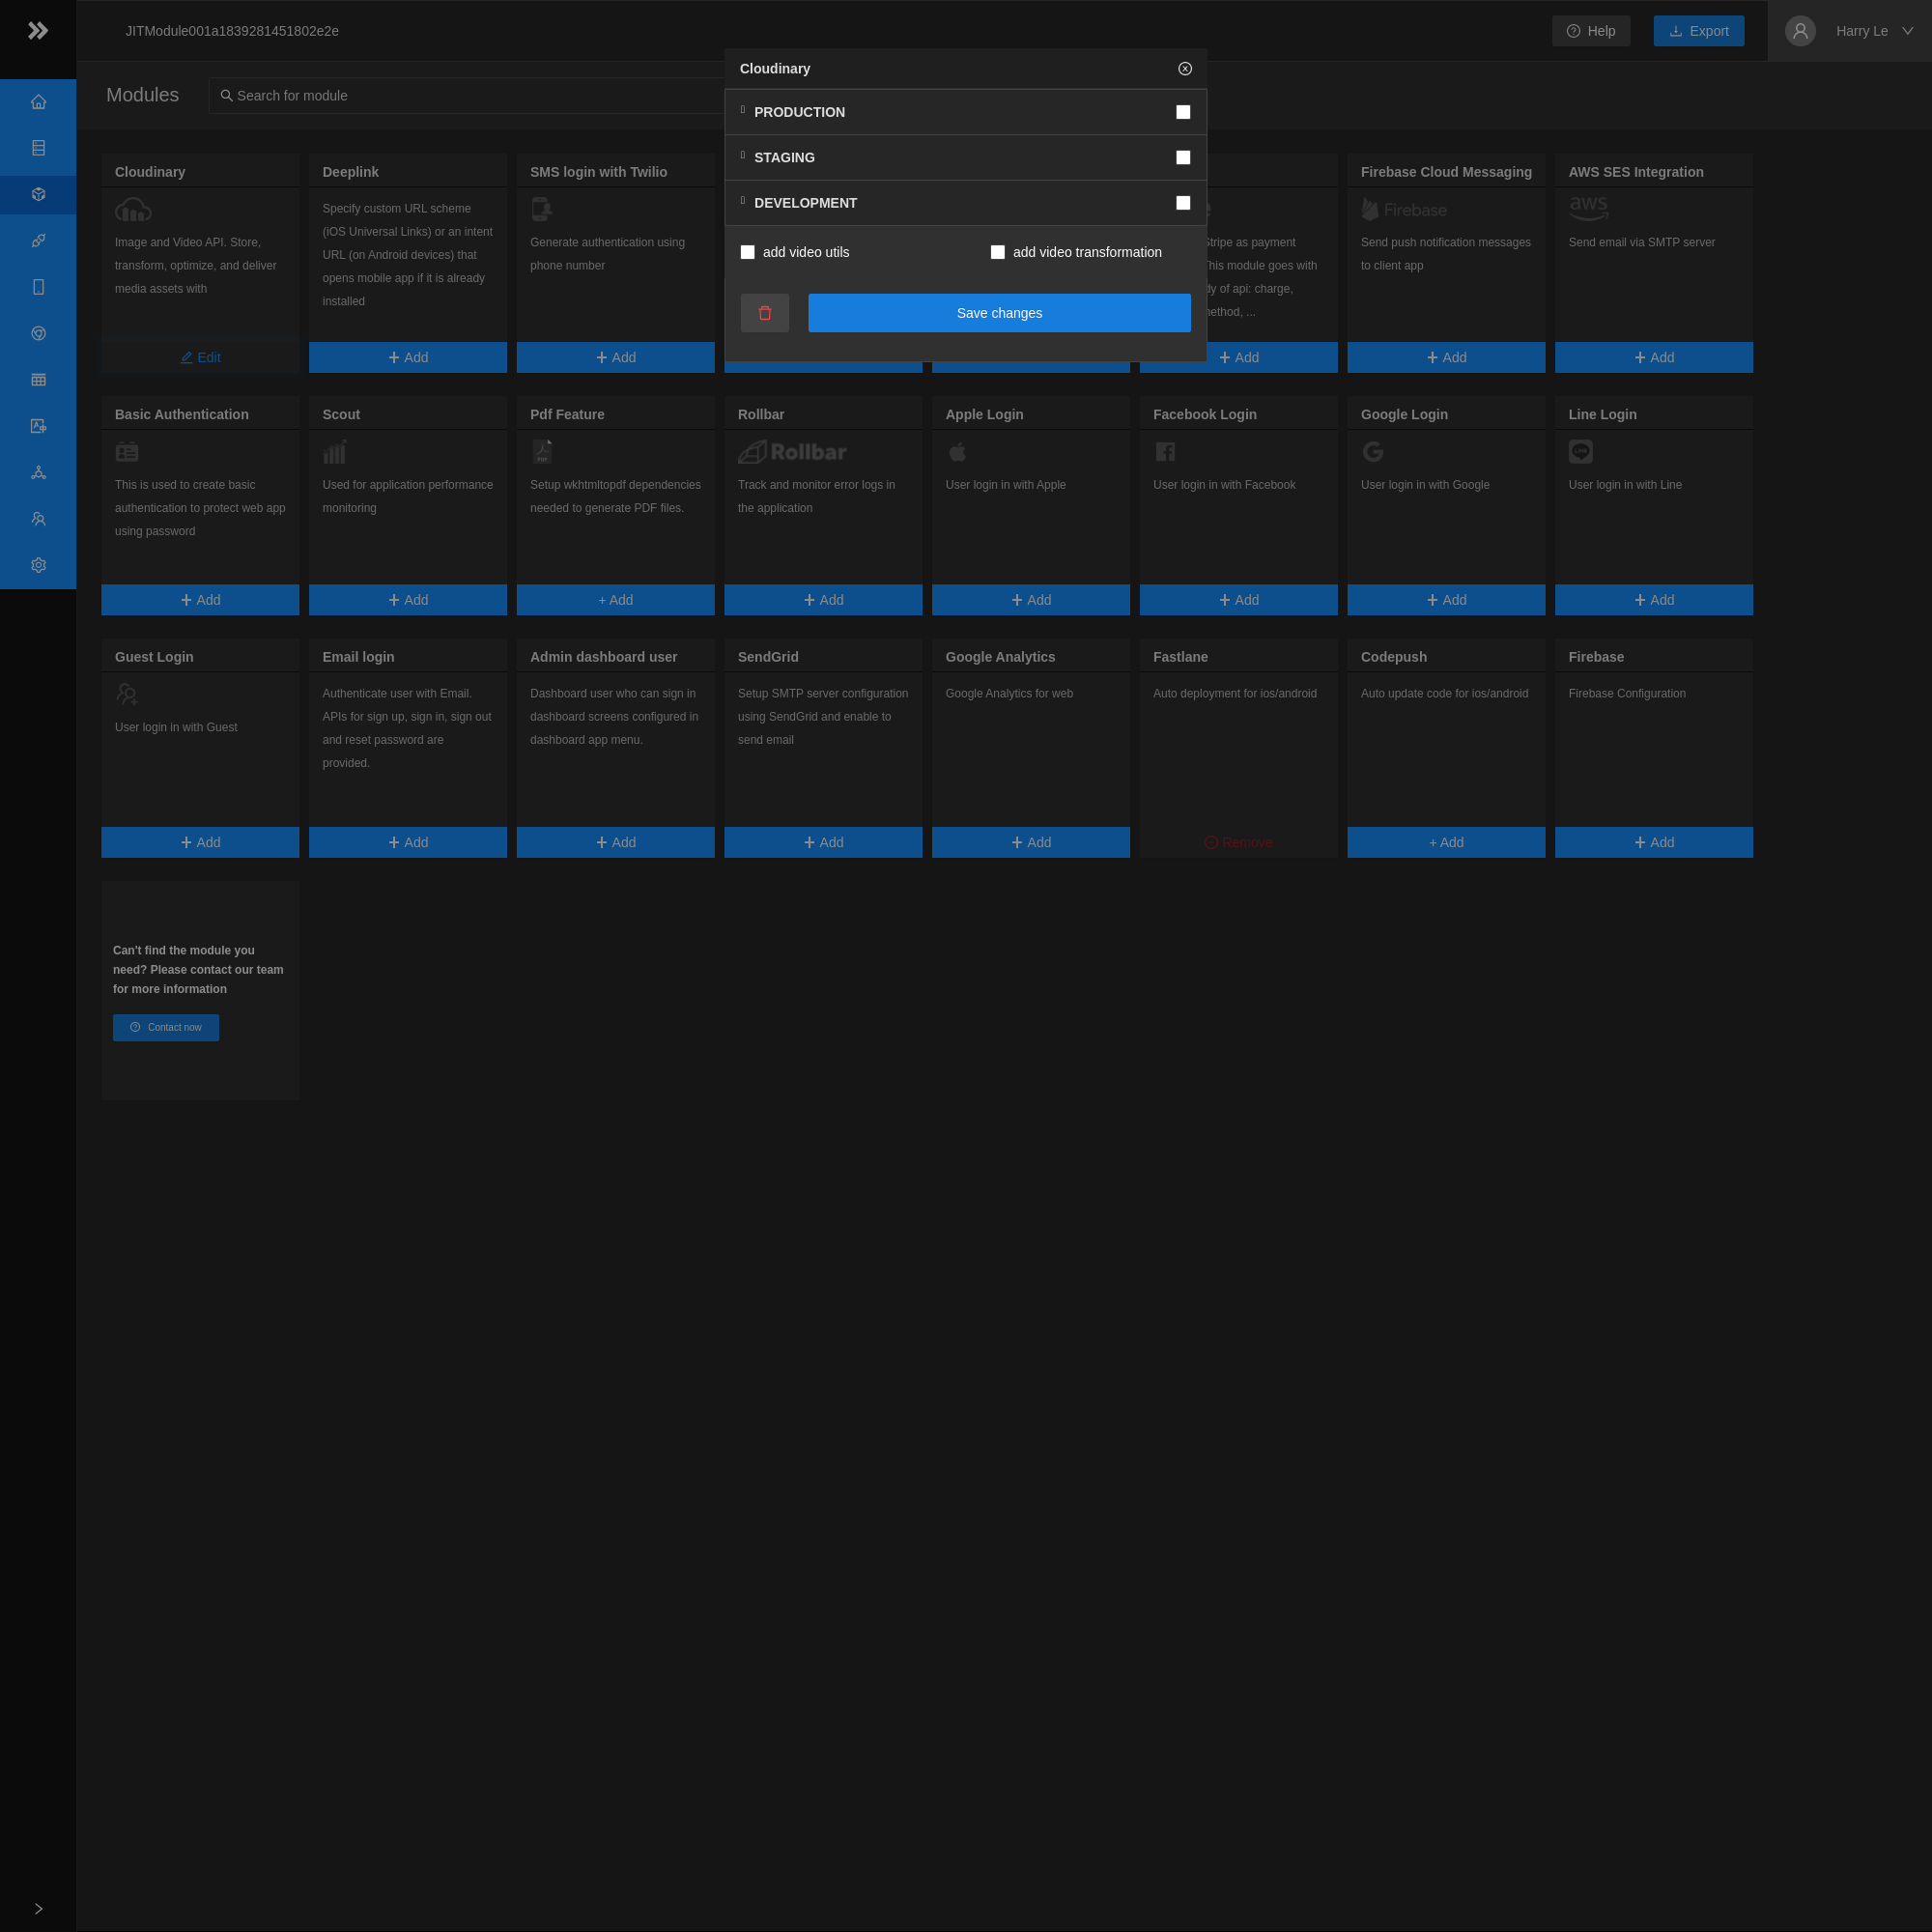 JITModule001a1839281451802e2e
Help
Export
Harry Le
Modules
Search for module
Cloudinary
PRODUCTION
STAGING
DEVELOPMENT
add video utils
add video transformation
Save changes
Cloudinary
Image and Video API. Store,
transform, optimize, and deliver
media assets with
Edit
Deeplink
Specify custom URL scheme
(iOS Universal Links) or an intent
URL (on Android devices) that
opens mobile app if it is already
installed
Add
SMS login with Twilio
Generate authentication using
phone number
Add
Stripe as payment
This module goes with
of api: charge,
...
Add
Firebase Cloud Messaging
Firebase
Send push notification messages
to client app
Add
AWS SES Integration
aws
Send email via SMTP server
Add
Basic Authentication
This is used to create basic
authentication to protect web app
using password
Add
Scout
Used for application performance
monitoring
Add
Pdf Feature
PDF
Setup wkhtmltopdf dependencies
needed to generate PDF files.
+ Add
Rollbar
Rollbar
Track and monitor error logs in
the application
Add
Apple Login
User login in with Apple
Add
Facebook Login
User login in with Facebook
Add
Google Login
User login in with Google
Add
Line Login
LINE
User login in with Line
Add
Guest Login
User login in with Guest
Add
Email login
Authenticate user with Email.
APIs for sign up, sign in, sign out
and reset password are
provided.
Add
Admin dashboard user
Dashboard user who can sign in
dashboard screens configured in
dashboard app menu.
Add
SendGrid
Setup SMTP server configuration
using SendGrid and enable to
send email
Add
Google Analytics
Google Analytics for web
Add
Fastlane
Auto deployment for ios/android
Remove
Codepush
Auto update code for ios/android
+ Add
Firebase
Firebase Configuration
Add
Can't find the module you
need? Please contact our team
for more information
Contact now